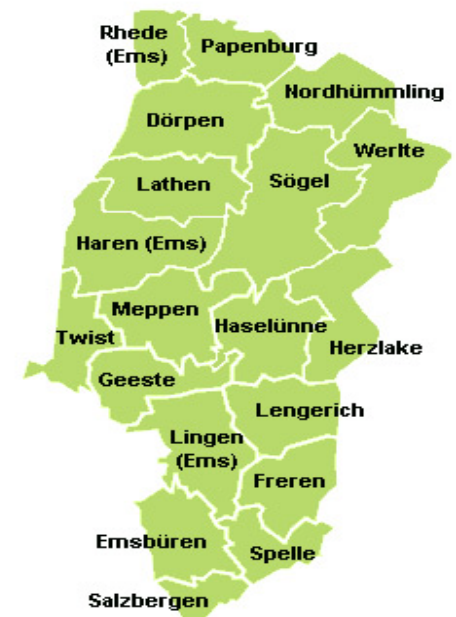 Rhede
(Ems)
Papenburg
Nordhümmling
Dörpen
Werlte
Lathen
Sögel
Haren (Ems)
Meppen
Haselünne
Twist
Herzlake
Geeste
Lengerich
Lingen
(Ems)
Freren
Emsbüren
Spelle
Salzbergen